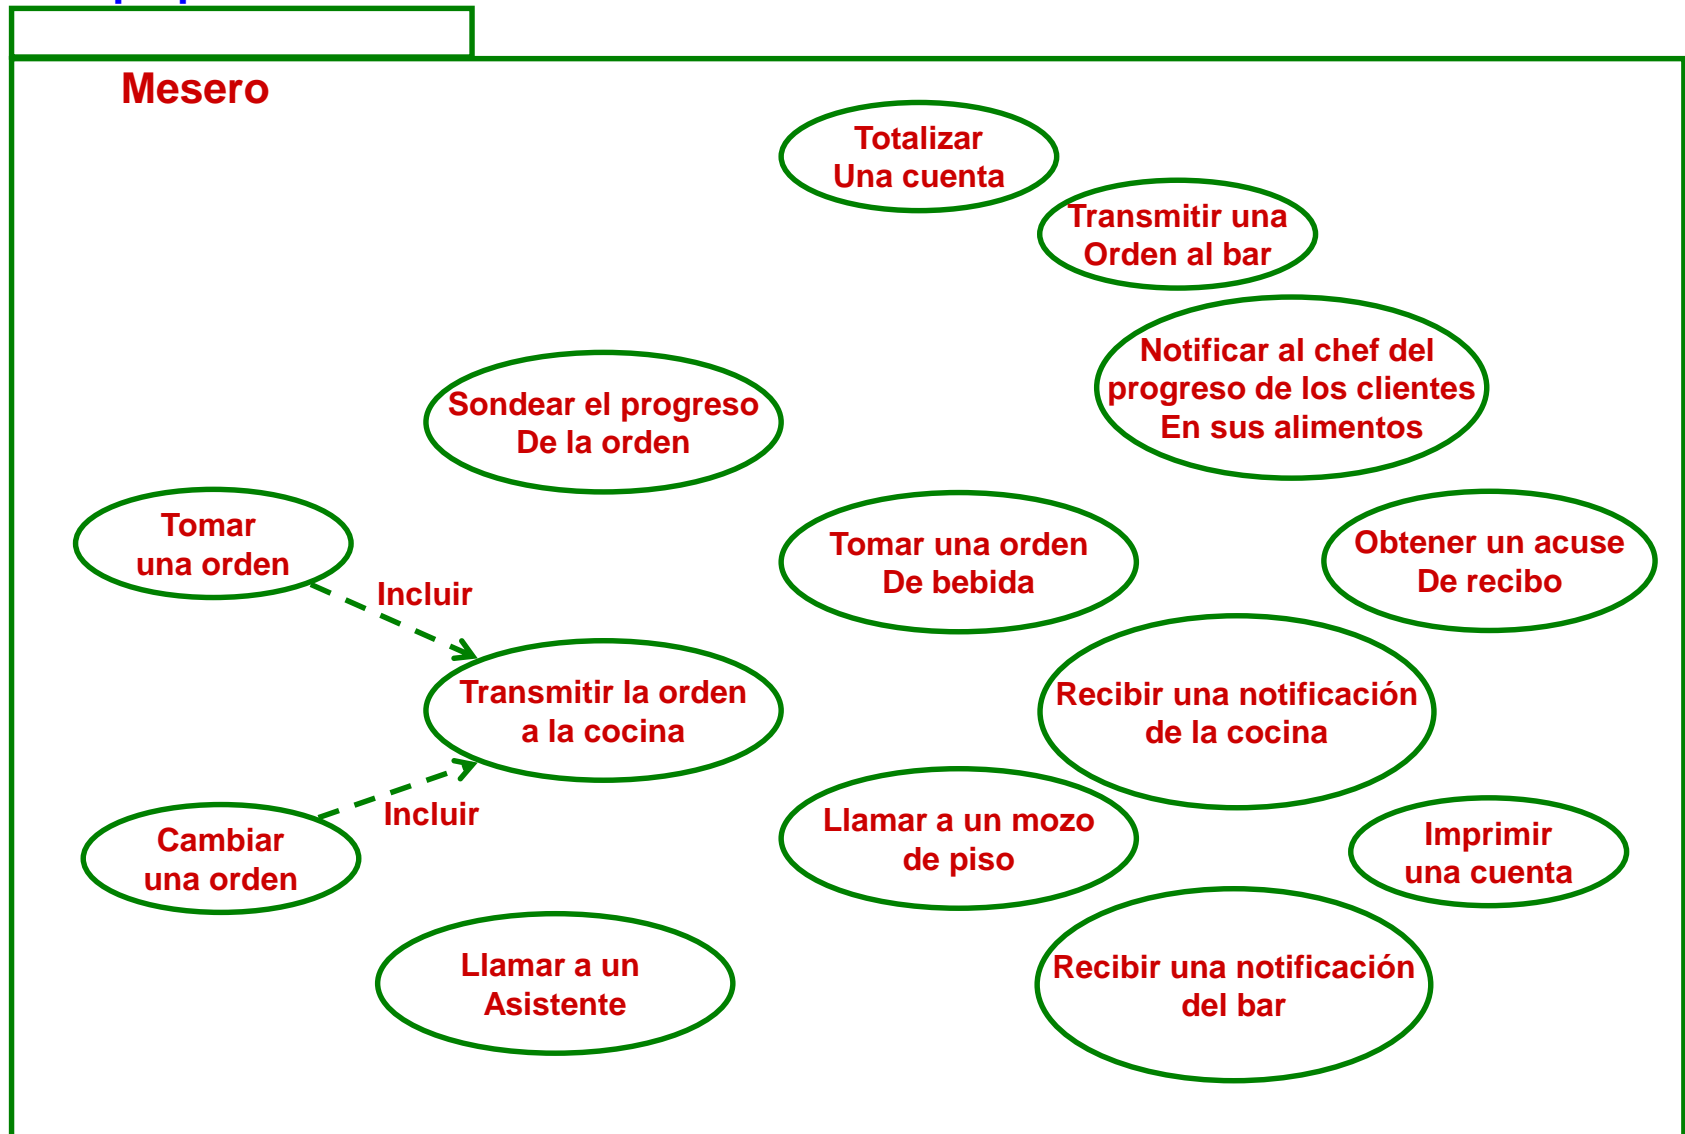 Mesero
Totalizar
Una cuenta
Transmitir una
Orden al bar
Notificar al chef del
progreso de los clientes
En sus alimentos
Sondear el progreso
De la orden
Tomar
una orden
Tomar una orden
De bebida
Obtener un acuse
De recibo
Incluir
Transmitir la orden
a la cocina
Recibir una notificación
de la cocina
Incluir
Cambiar
una orden
Llamar a un mozo
de piso
Imprimir
una cuenta
Llamar a un
Asistente
Recibir una notificación
del bar